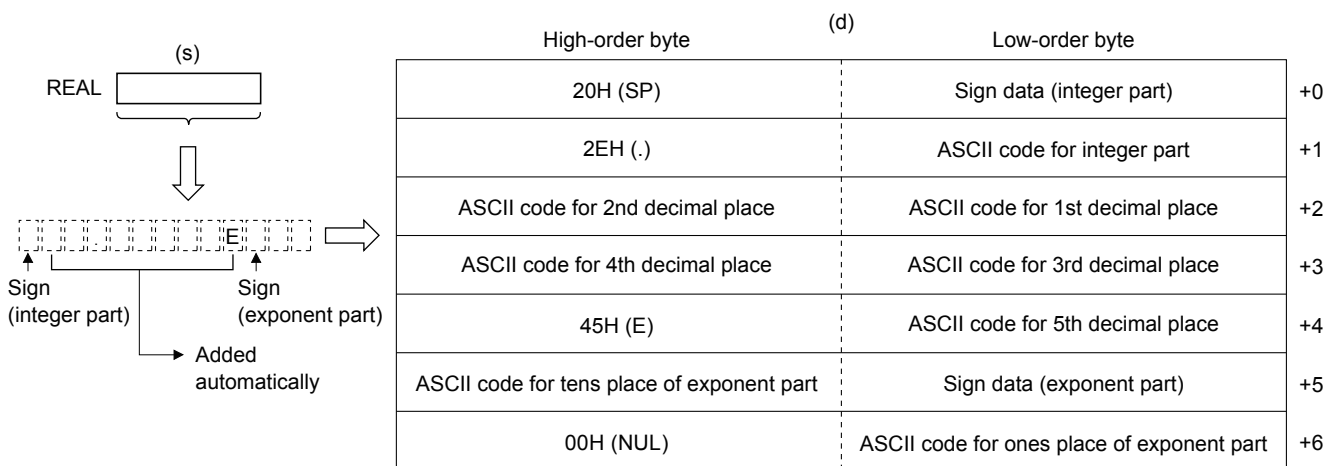 (d)
High-order byte Low-order byte
(s)
REAL
20H (SP) Sign data (integer part) +0
2EH (.) ASCII code for integer part +1
ASCII code for 2nd decimal place ASCII code for 1st decimal place +2
. E
ASCII code for 4th decimal place ASCII code for 3rd decimal place +3
Sign Sign
(integer part) (exponent part)
45H (E) ASCII code for 5th decimal place +4
Added
automatically
ASCII code for tens place of exponent part Sign data (exponent part) +5
00H (NUL) ASCII code for ones place of exponent part +6